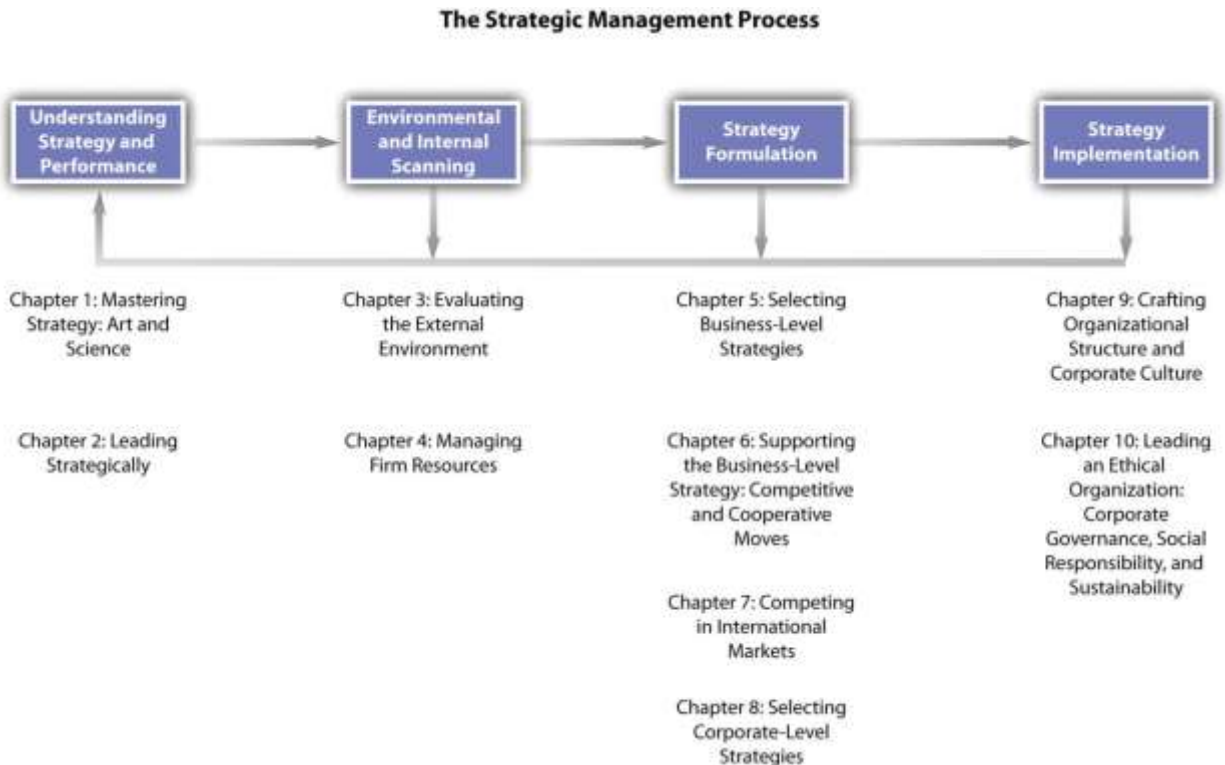 The Strategic Management Process
Understanding
Strategy and
Performance
Environmental
and Internal
Scanning
Strategy
Formulation
Strategy
Implementation
Chapter 1: Mastering
Strategy: Art and
Science
Chapter 2: Leading
Strategically
Chapter 3: Evaluating
the External
Environment
Chapter 4: Managing
Firm Resources
Chapter 5: Selecting
Business-Level
Strategies
Chapter 6: Supporting
the Business-Level
Strategy: Competitive
and Cooperative
Moves
Chapter 7: Competing
in International
Markets
Chapter 8: Selecting
Corporate-Level
Strategies
Chapter 9: Crafting
Organizational
Structure and
Corporate Culture
Chapter 10: Leading
an Ethical
Organization:
Corporate
Governance, Social
Responsibility, and
Sustainability